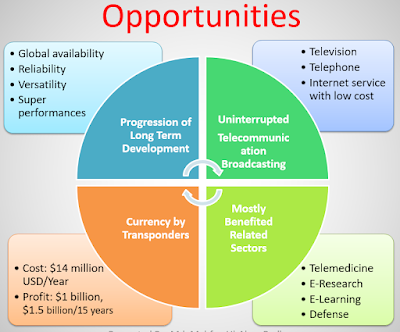 Opportunities
• Global availability
• Reliability
• Versatility
• Super
performances
• Television
• Telephone
• Internet service
with low cost
Progression of
Long Term
Development
Uninterrupted
Telecommunic
ation
Broadcasting
Currency by
Transponders
Mostly
Benefited
Related
Sectors
• Cost: $14 million
USD/Year
• Profit: $1 billion,
$1.5 billion/15 years
• Telemedicine
• E-Research
• E-Learning
• Defense